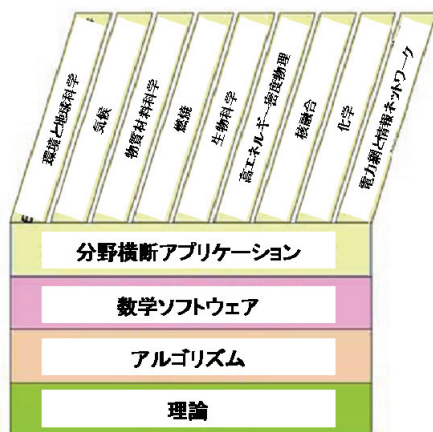 環境と地球科学
気候
物質材料科学
燃焼
生物科学
高エネルギー密度物理
核融合
化学
電力網と情報ネットワーク
分野横断アプリケーション
数学ソフトウェア
アルゴリズム
理論